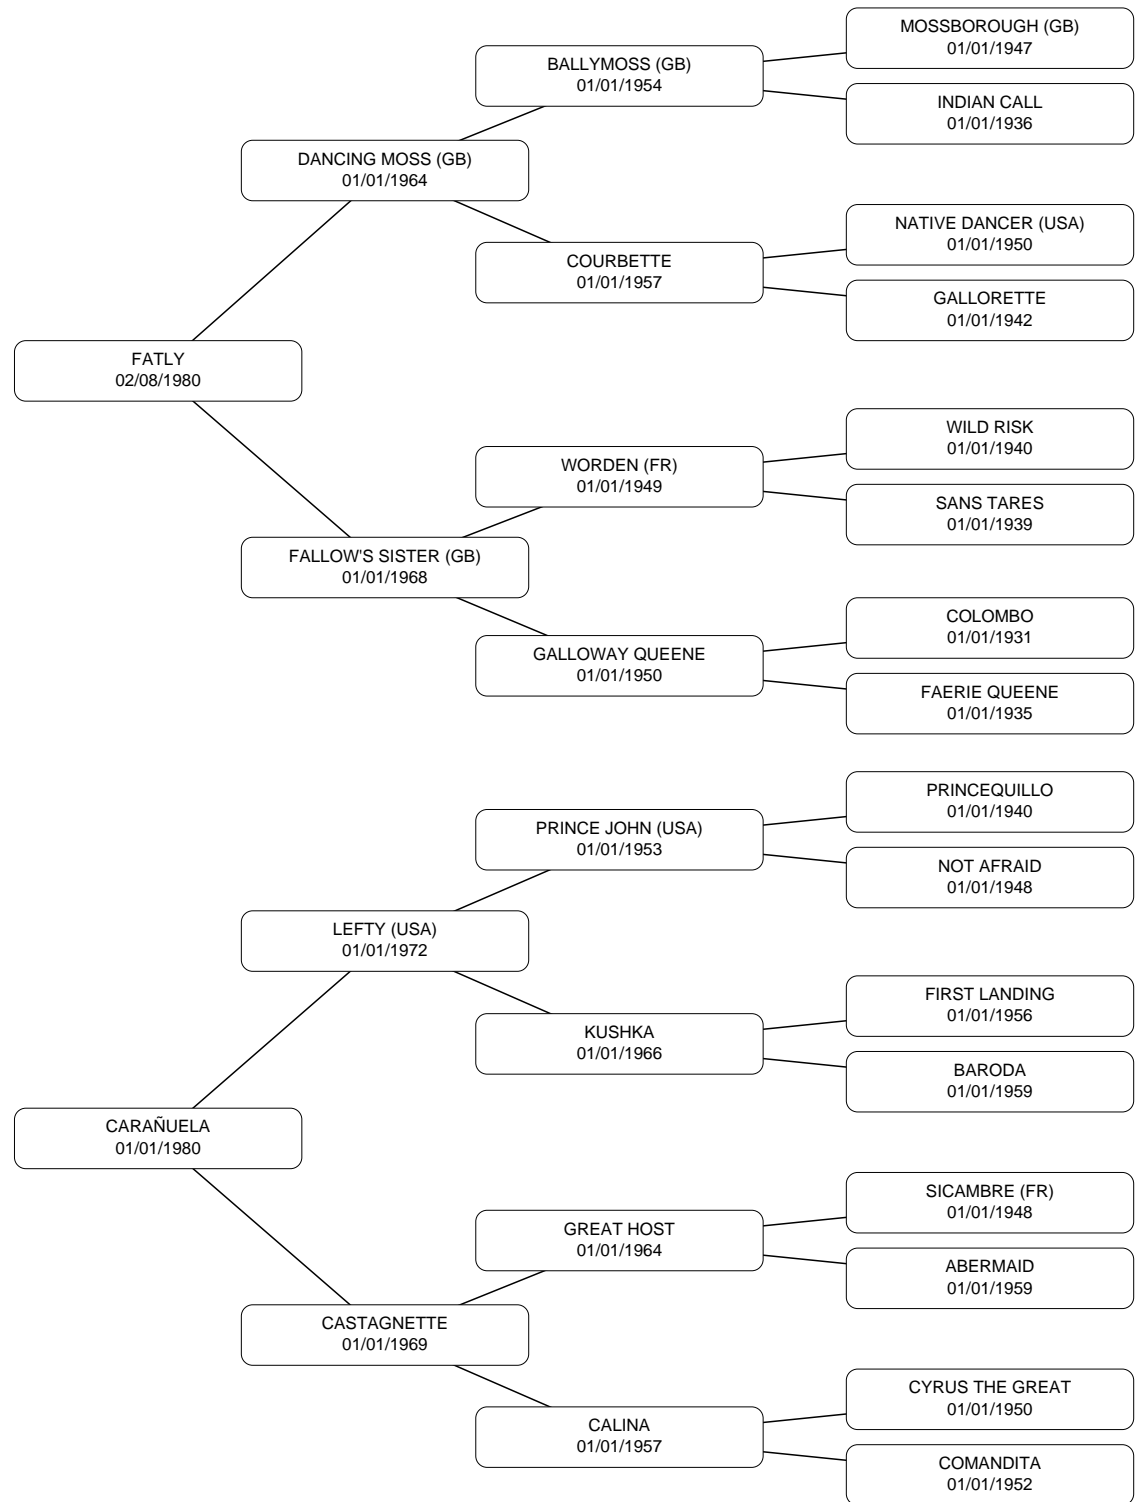 MOSSBOROUGH (GB)
01/01/1947
BALLYMOSS (GB)
01/01/1954
INDIAN CALL
01/01/1936
DANCING MOSS (GB)
01/01/1964
NATIVE DANCER (USA)
01/01/1950
COURBETTE
01/01/1957
GALLORETTE
01/01/1942
FATLY
02/08/1980
WILD RISK
01/01/1940
WORDEN (FR)
01/01/1949
SANS TARES
01/01/1939
FALLOW'S SISTER (GB)
01/01/1968
COLOMBO
01/01/1931
GALLOWAY QUEENE
01/01/1950
FAERIE QUEENE
01/01/1935
PRINCEQUILLO
01/01/1940
PRINCE JOHN (USA)
01/01/1953
NOT AFRAID
01/01/1948
LEFTY (USA)
01/01/1972
FIRST LANDING
01/01/1956
KUSHKA
01/01/1966
BARODA
01/01/1959
CARAÑUELA
01/01/1980
SICAMBRE (FR)
01/01/1948
GREAT HOST
01/01/1964
ABERMAID
01/01/1959
CASTAGNETTE
01/01/1969
CYRUS THE GREAT
01/01/1950
CALINA
01/01/1957
COMANDITA
01/01/1952